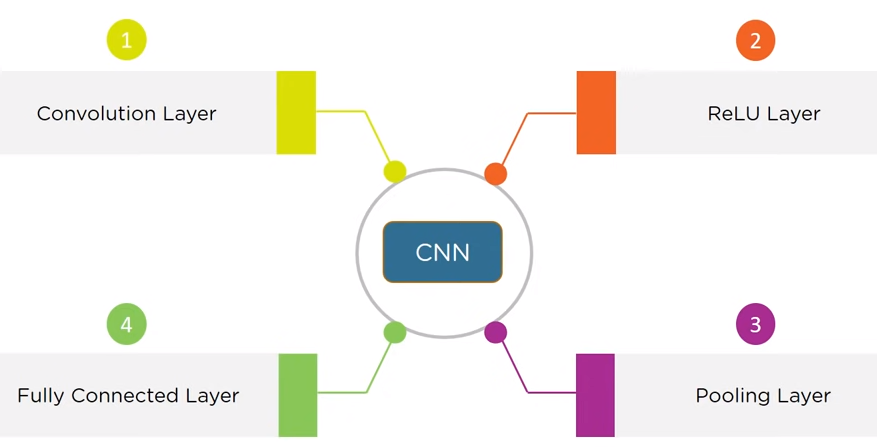 1
Convolution Layer
2
ReLU Layer
CNN
4
Fully Connected Layer
3
Pooling Layer